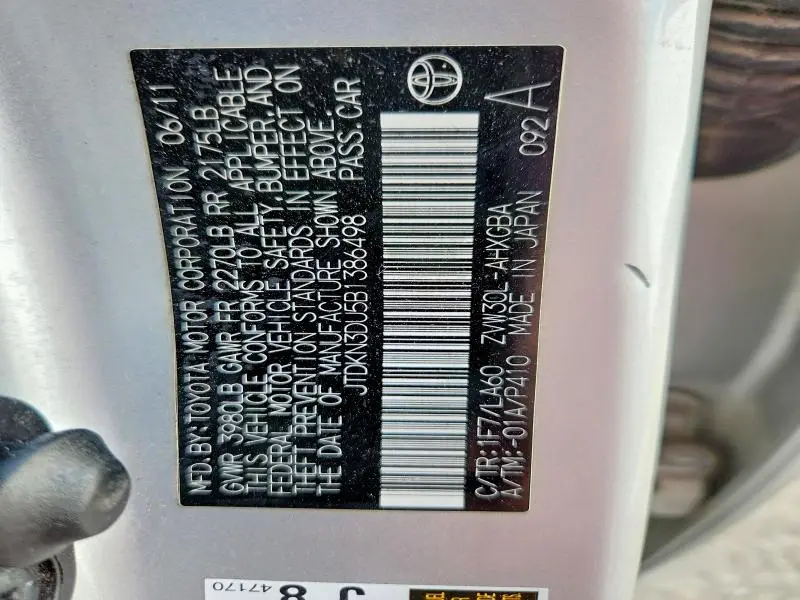 MFD.BY:TOYOTA MOTOR CORPORATION 06/11
GVWR 3980LB GAWR FR 2270LB RR 2175LB
THIS VEHICLE CONFORMS TO ALL APPLICABLE
FEDERAL MOTOR VEHICLE SAFETY,BUMPER,AND
THEFT PREVENTION STANDARDS IN EFFECT ON
THE DATE OF MANUFACTURE SHOWN ABOVE.
JTDKN3DU5B1386498 PASS.CAR
C/TR:1F7/LA60 ZVW30L-AHXGBA 092 A
A/TM:-01A/P410 MADE IN JAPAN
J 8
47170